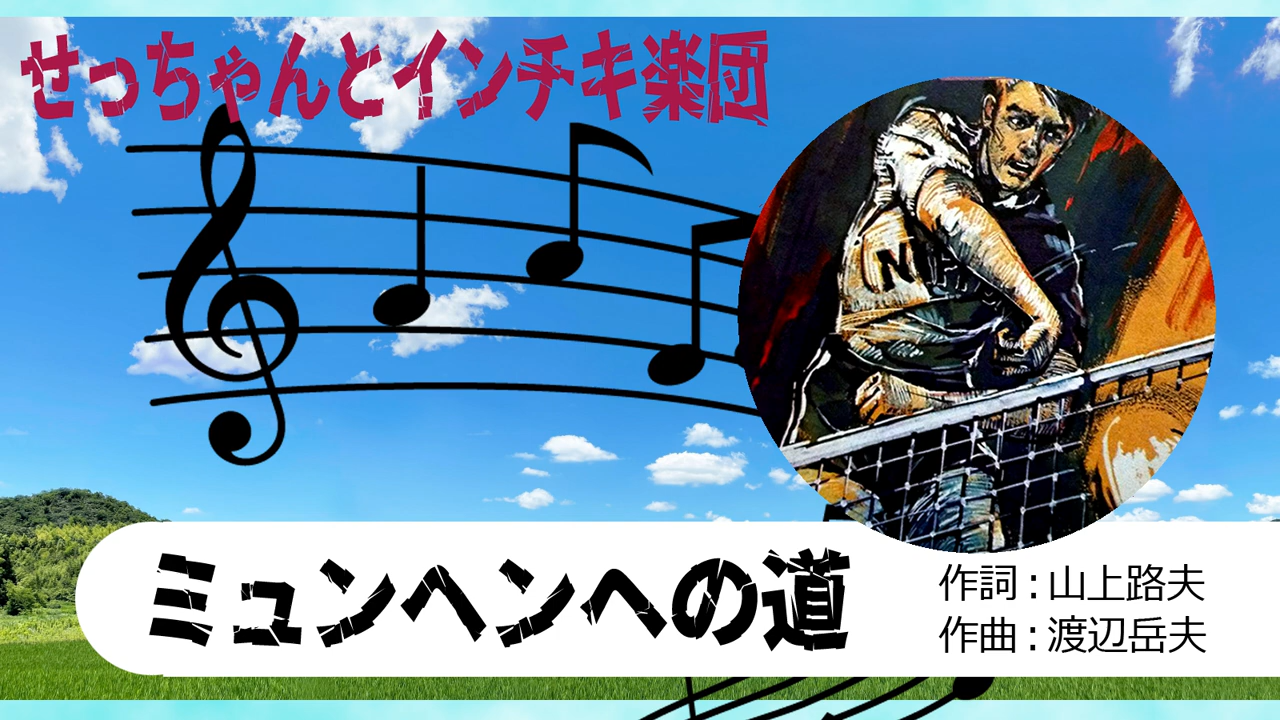 せっちゃんとインチキ楽団
N
ミュンヘンへの道
作詞:山上路夫
作曲:渡辺岳夫